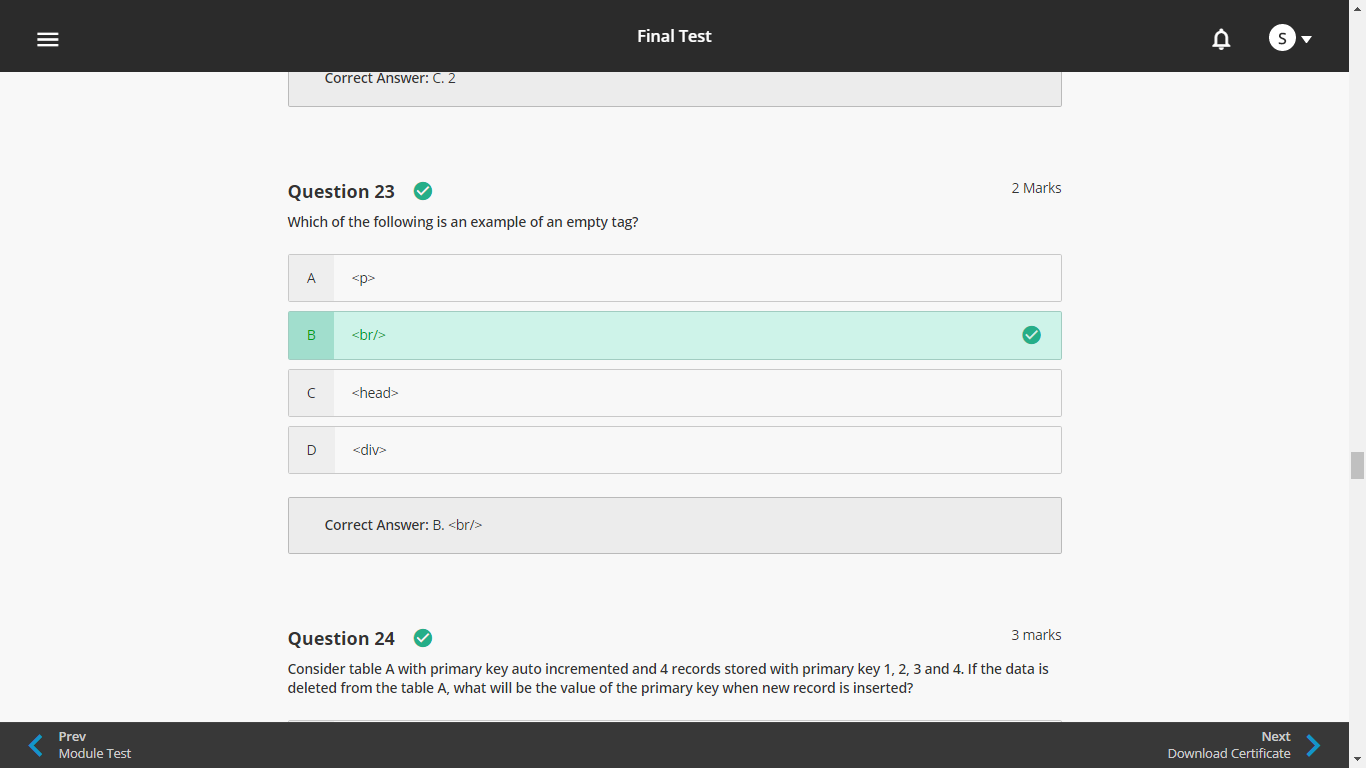 Final Test
S
Correct Answer: C. 2
Question 23
2 Marks
Which of the following is an example of an empty tag?
A
<p>
B
<br/>
C
<head>
D
<div>
Correct Answer: B. <br/>
Question 24
3 marks
Consider table A with primary key auto incremented and 4 records stored with primary key 1, 2, 3 and 4. If the data is
deleted from the table A, what will be the value of the primary key when new record is inserted?
Prev
Module Test
Next
Download Certificate